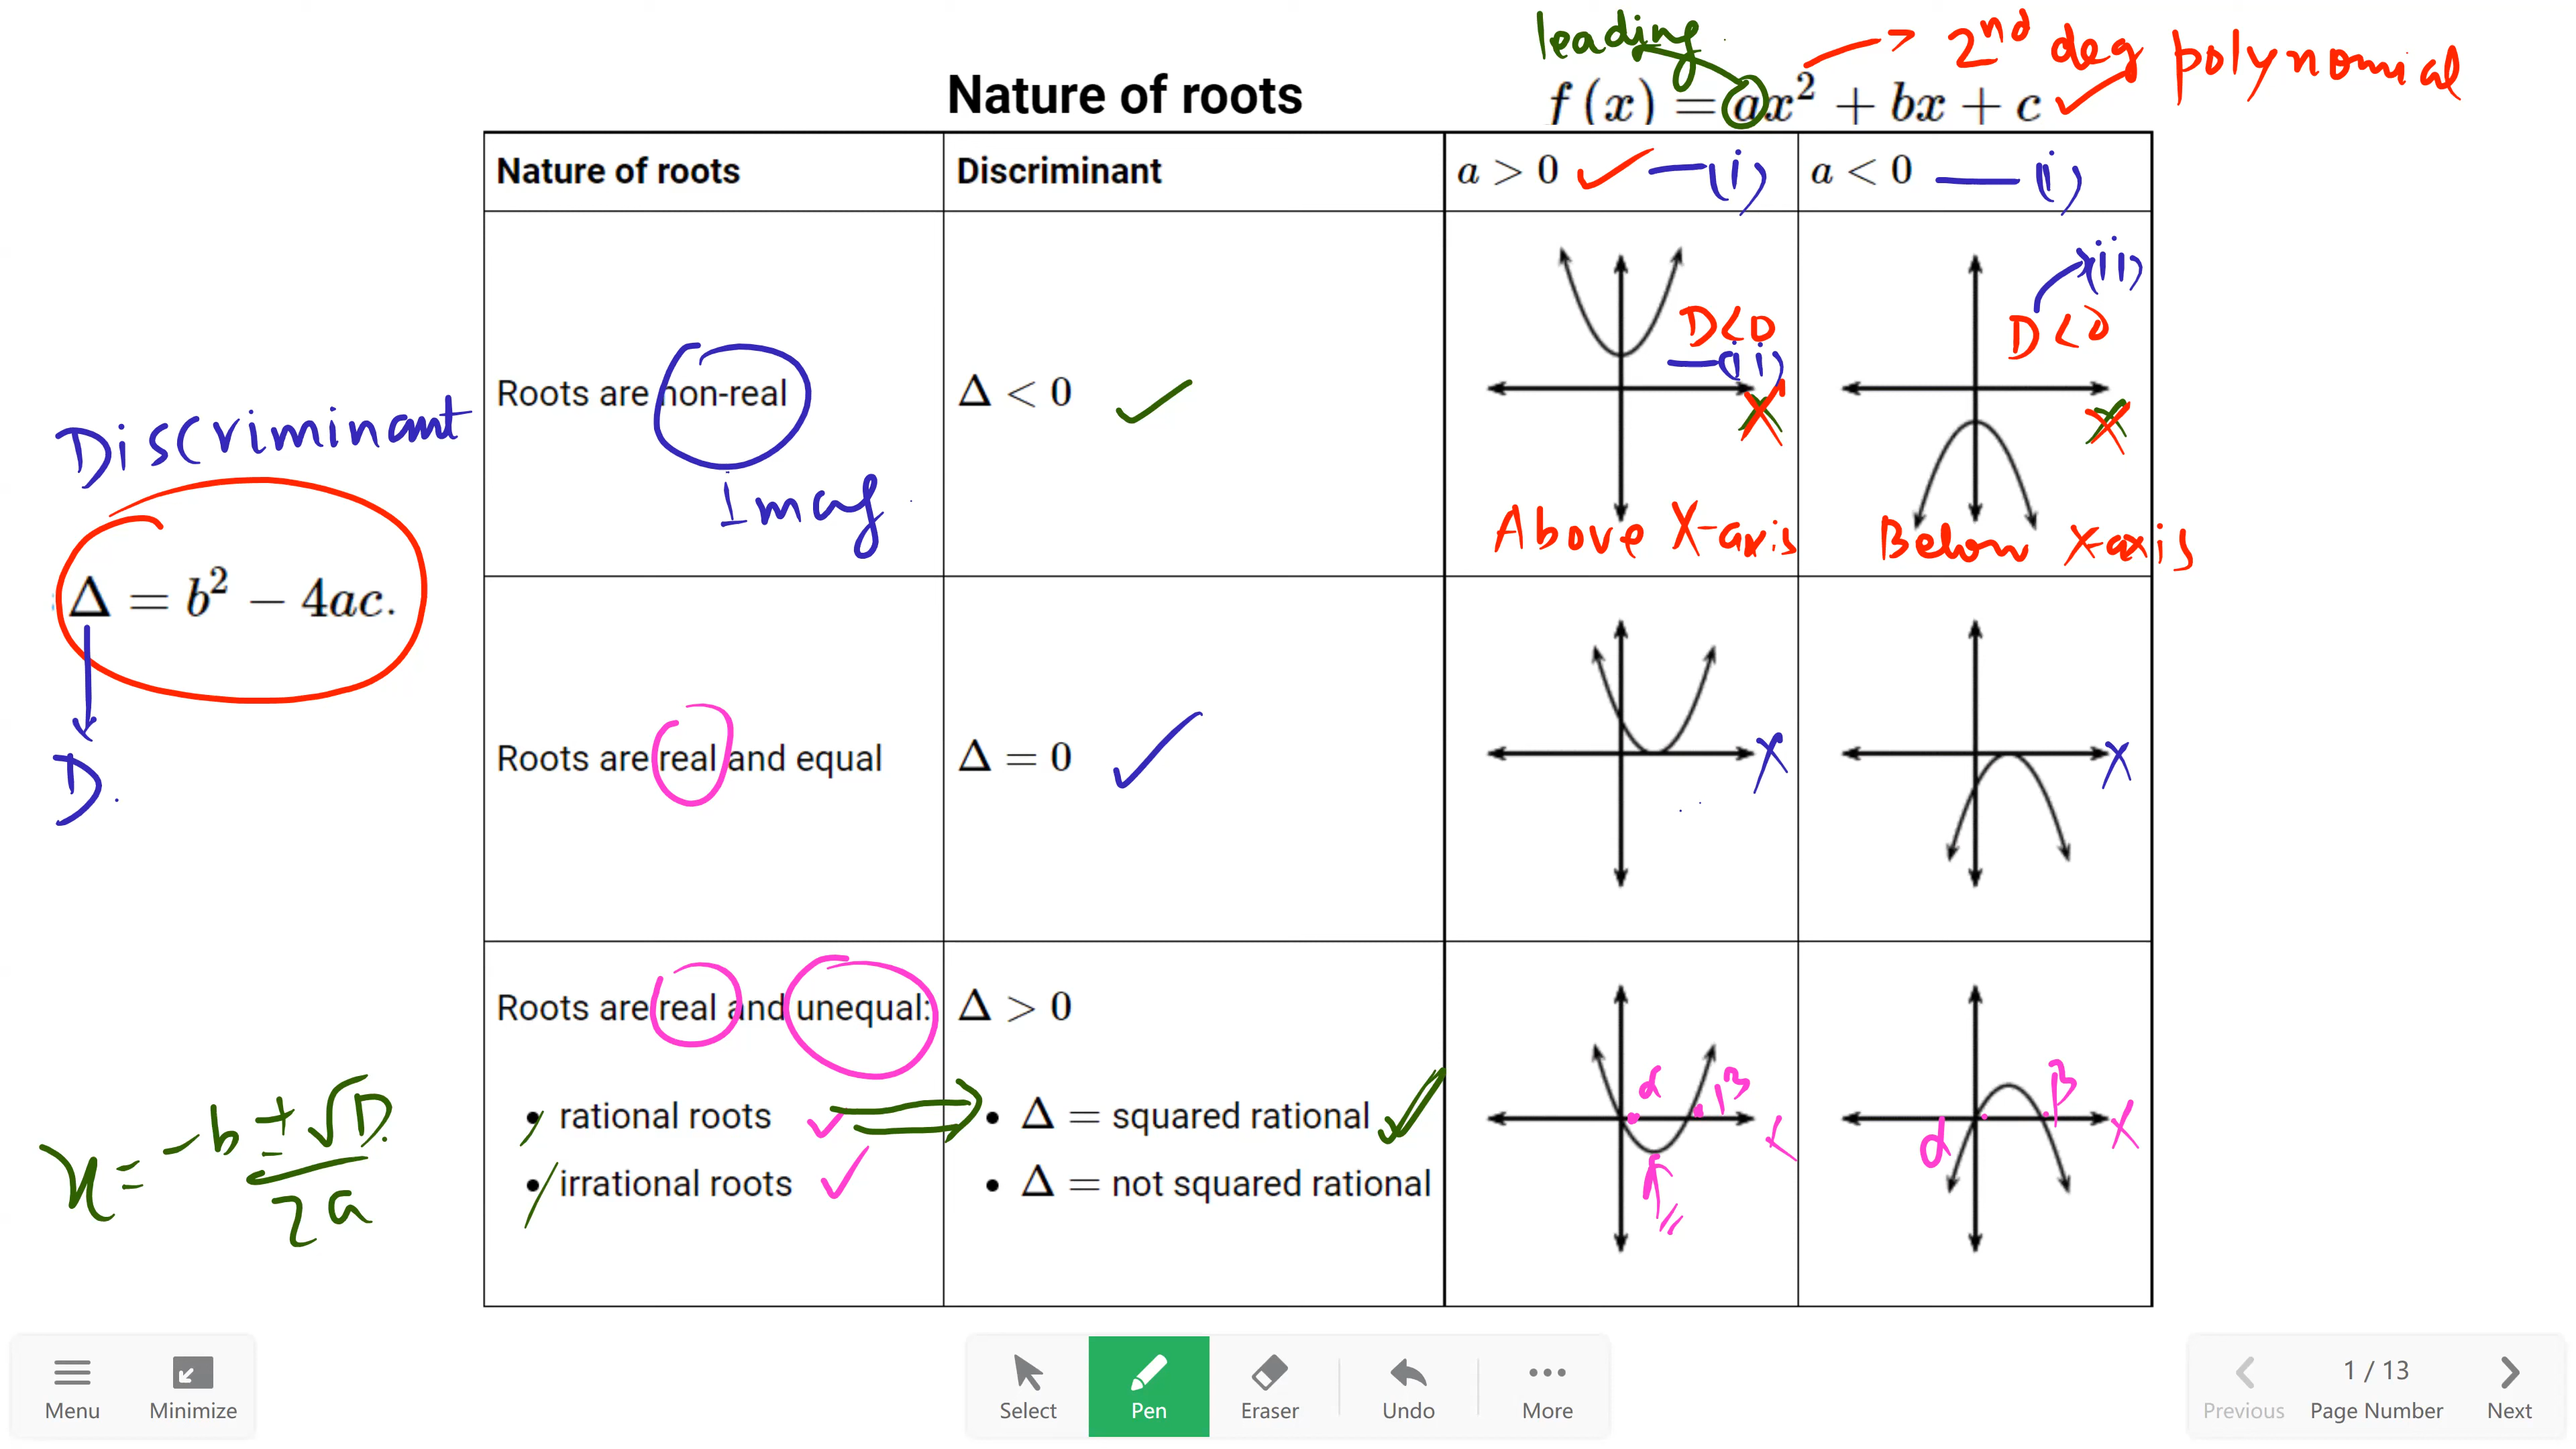 leading
2nd deg polynomial
Nature of roots
f(x) = ax² + bx + c
Nature of roots
Discriminant
a > 0 —(i)
a < 0 —(i)
Roots are non-real
Imag
Δ < 0
D<0
—(ii)
X
Above X-axis
D<0
(ii)
X
Below X-axis
Discriminant
Δ = b² − 4ac.
D.
Roots are real and equal
Δ = 0
X
X
Roots are real and unequal:
Δ > 0
• rational roots
• Δ = squared rational
• irrational roots
• Δ = not squared rational
α β
α β X
x = -b ± √D
2a
Menu
Minimize
Select
Pen
Eraser
Undo
More
Previous
1 / 13
Page Number
Next